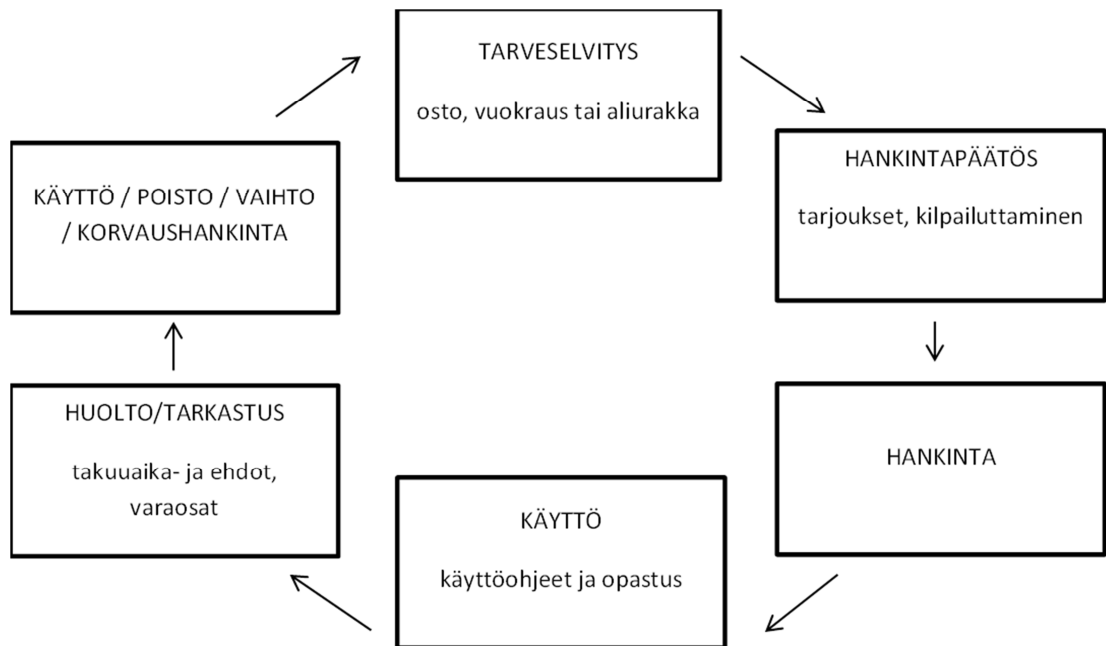 TARVESELVITYS
osto, vuokraus tai aliurakka
HANKINTAPÄÄTÖS
tarjoukset, kilpailuttaminen
HANKINTA
KÄYTTÖ
käyttöohjeet ja opastus
HUOLTO/TARKASTUS
takuuaika- ja ehdot,
varaosat
KÄYTTÖ / POISTO / VAIHTO
/ KORVAUSHANKINTA